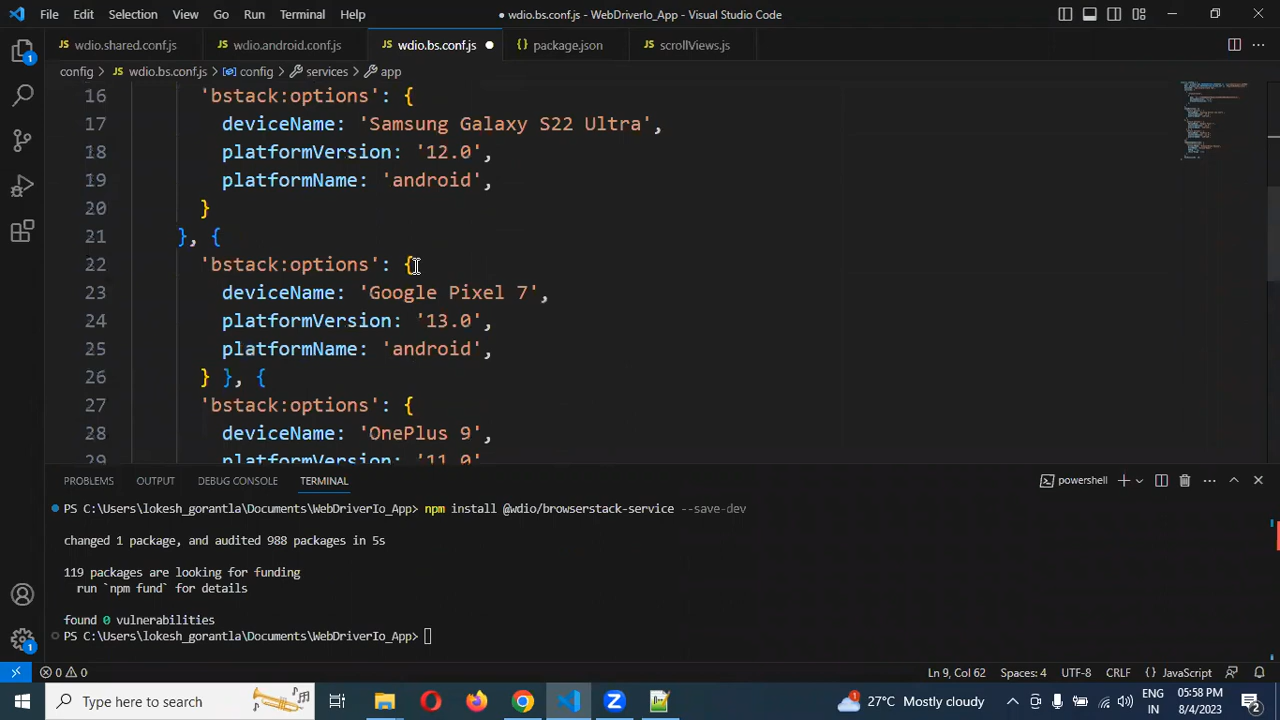 File Edit Selection View Go Run Terminal Help
● wdio.bs.conf.js - WebDriverIo_App - Visual Studio Code
JS wdio.shared.conf.js JS wdio.android.conf.js JS wdio.bs.conf.js ● {} package.json JS scrollViews.js
config > JS wdio.bs.conf.js > config > services > app
16 'bstack:options': {
17 deviceName: 'Samsung Galaxy S22 Ultra',
18 platformVersion: '12.0',
19 platformName: 'android',
20 }
21 }, {
22 'bstack:options': {
23 deviceName: 'Google Pixel 7',
24 platformVersion: '13.0',
25 platformName: 'android',
26 } }, {
27 'bstack:options': {
28 deviceName: 'OnePlus 9',
29 platformVersion: '11.0'
PROBLEMS OUTPUT DEBUG CONSOLE TERMINAL powershell
PS C:\Users\lokesh_gorantla\Documents\WebDriverIo_App> npm install @wdio/browserstack-service --save-dev
changed 1 package, and audited 988 packages in 5s
119 packages are looking for funding
run `npm fund` for details
found 0 vulnerabilities
PS C:\Users\lokesh_gorantla\Documents\WebDriverIo_App>
0 0 Ln 9, Col 62 Spaces: 4 UTF-8 CRLF {} JavaScript
Type here to search 1 27°C Mostly cloudy ENG IN 05:58 PM 8/4/2023 2